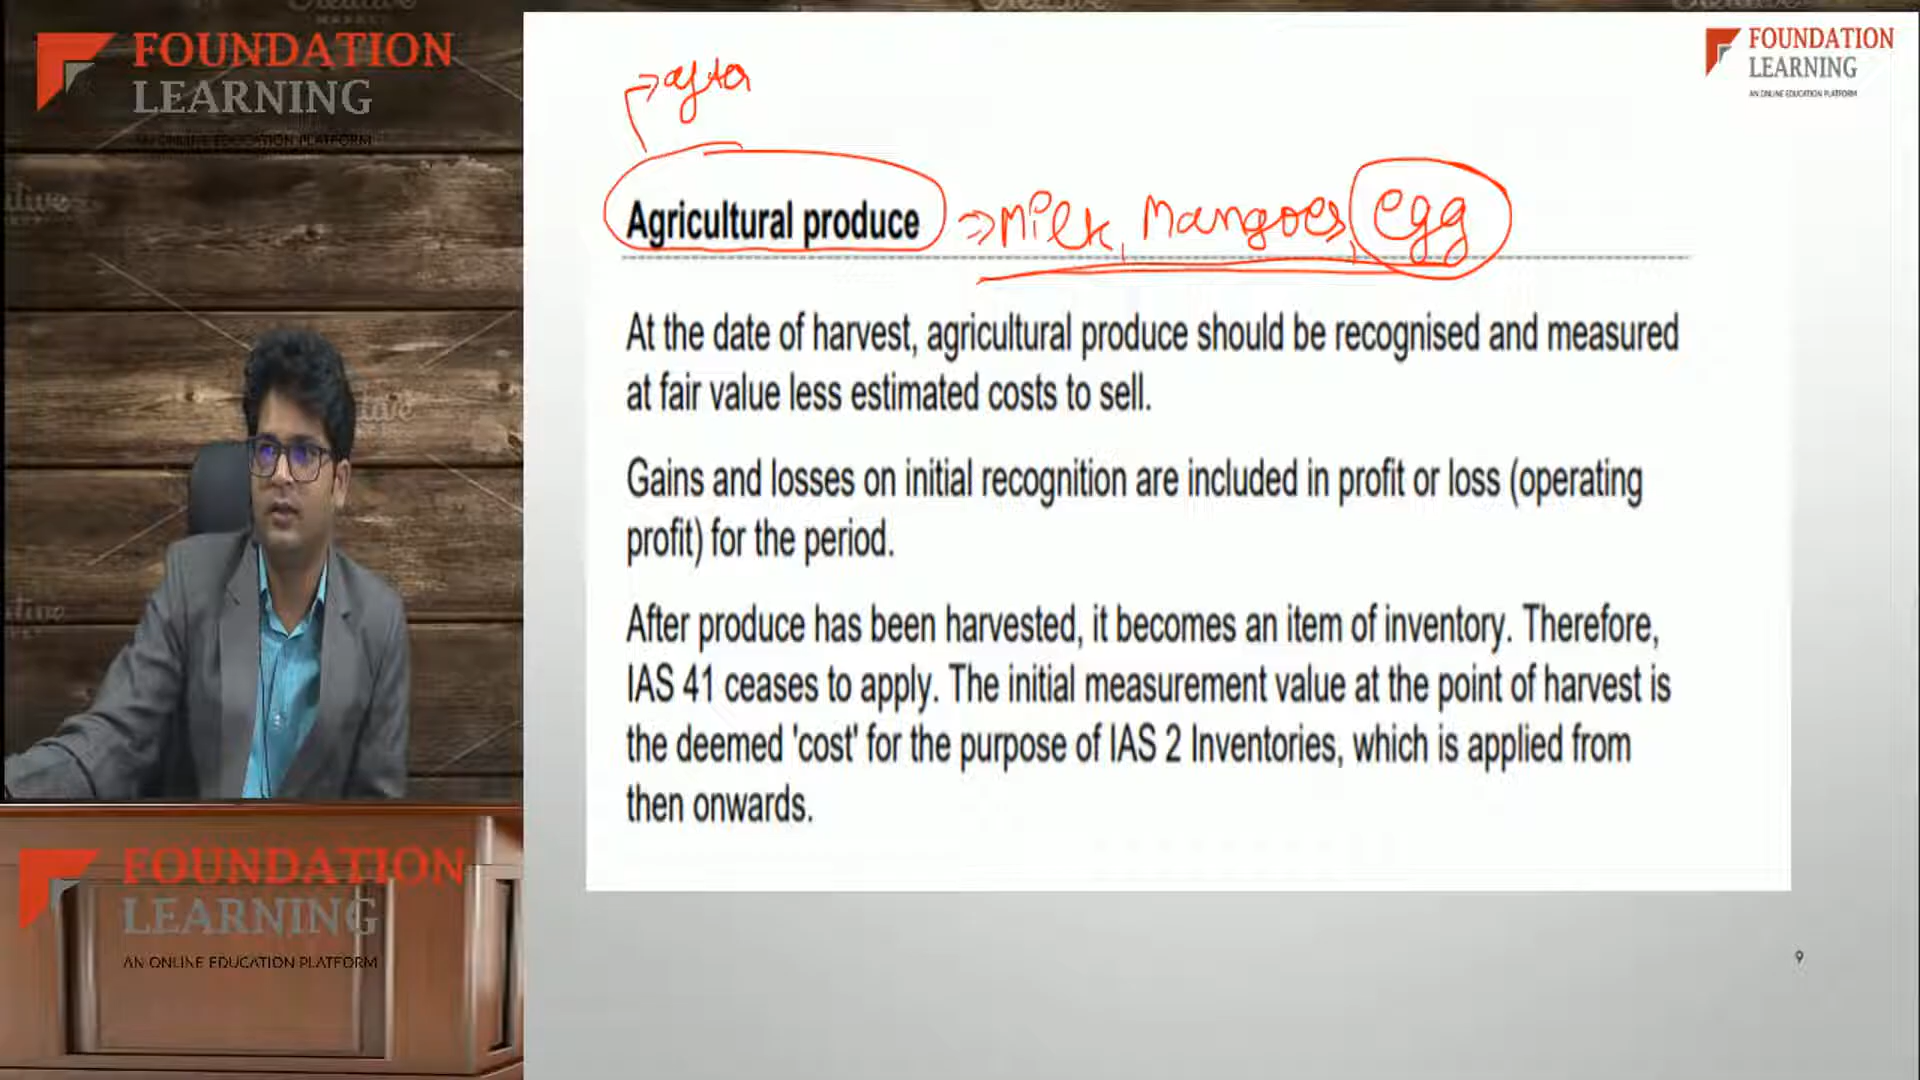 FOUNDATION
LEARNING
AN ONLINE EDUCATION PLATFORM
FOUNDATION
LEARNING
AN ONLINE EDUCATION PLATFORM
→ after
Agricultural produce ⇒ Milk, Mangoes, egg
At the date of harvest, agricultural produce should be recognised and measured
at fair value less estimated costs to sell.
Gains and losses on initial recognition are included in profit or loss (operating
profit) for the period.
After produce has been harvested, it becomes an item of inventory. Therefore,
IAS 41 ceases to apply. The initial measurement value at the point of harvest is
the deemed 'cost' for the purpose of IAS 2 Inventories, which is applied from
then onwards.
FOUNDATION
LEARNING
AN ONLINE EDUCATION PLATFORM
9